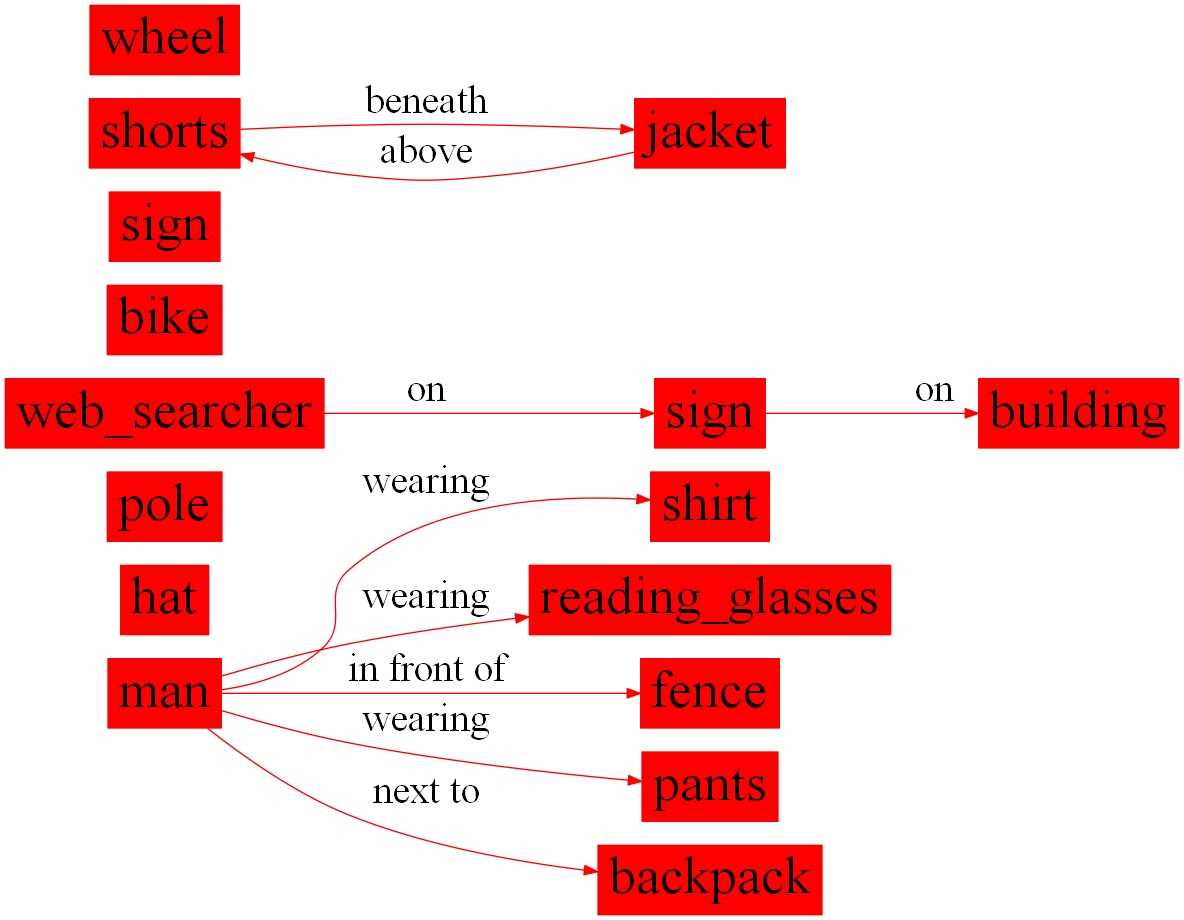 wheel
beneath
shorts
jacket
above
sign
bike
on
on
web_searcher
sign
building
wearing
pole
shirt
hat
wearing
reading_glasses
in front of
man
fence
wearing
pants
next to
backpack